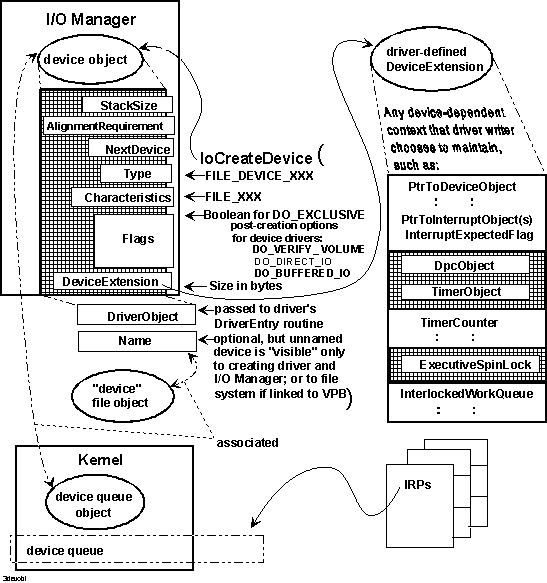 I/O Manager
device object
StackSize
AlignmentRequirement
NextDevice
Type
Characteristics
Flags
DeviceExtension
DriverObject
Name
"device"
file object
IoCreateDevice (
FILE_DEVICE_XXX
FILE_XXX
Boolean for DO_EXCLUSIVE
post-creation options
for device drivers:
DO_VERIFY_VOLUME
DO_DIRECT_IO
DO_BUFFERED_IO
Size in bytes
passed to driver's
DriverEntry routine
optional, but unnamed
device is "visible" only
to creating driver and
I/O Manager; or to file
system if linked to VPB)
associated
driver-defined
DeviceExtension
Any device-dependent
context that driver writer
chooses to maintain,
such as:
PtrToDeviceObject
: :
PtrToInterruptObject(s)
InterruptExpectedFlag
DpcObject
TimerObject
TimerCounter
: :
ExecutiveSpinLock
InterlockedWorkQueue
: :
Kernel
device queue
object
device queue
IRPs